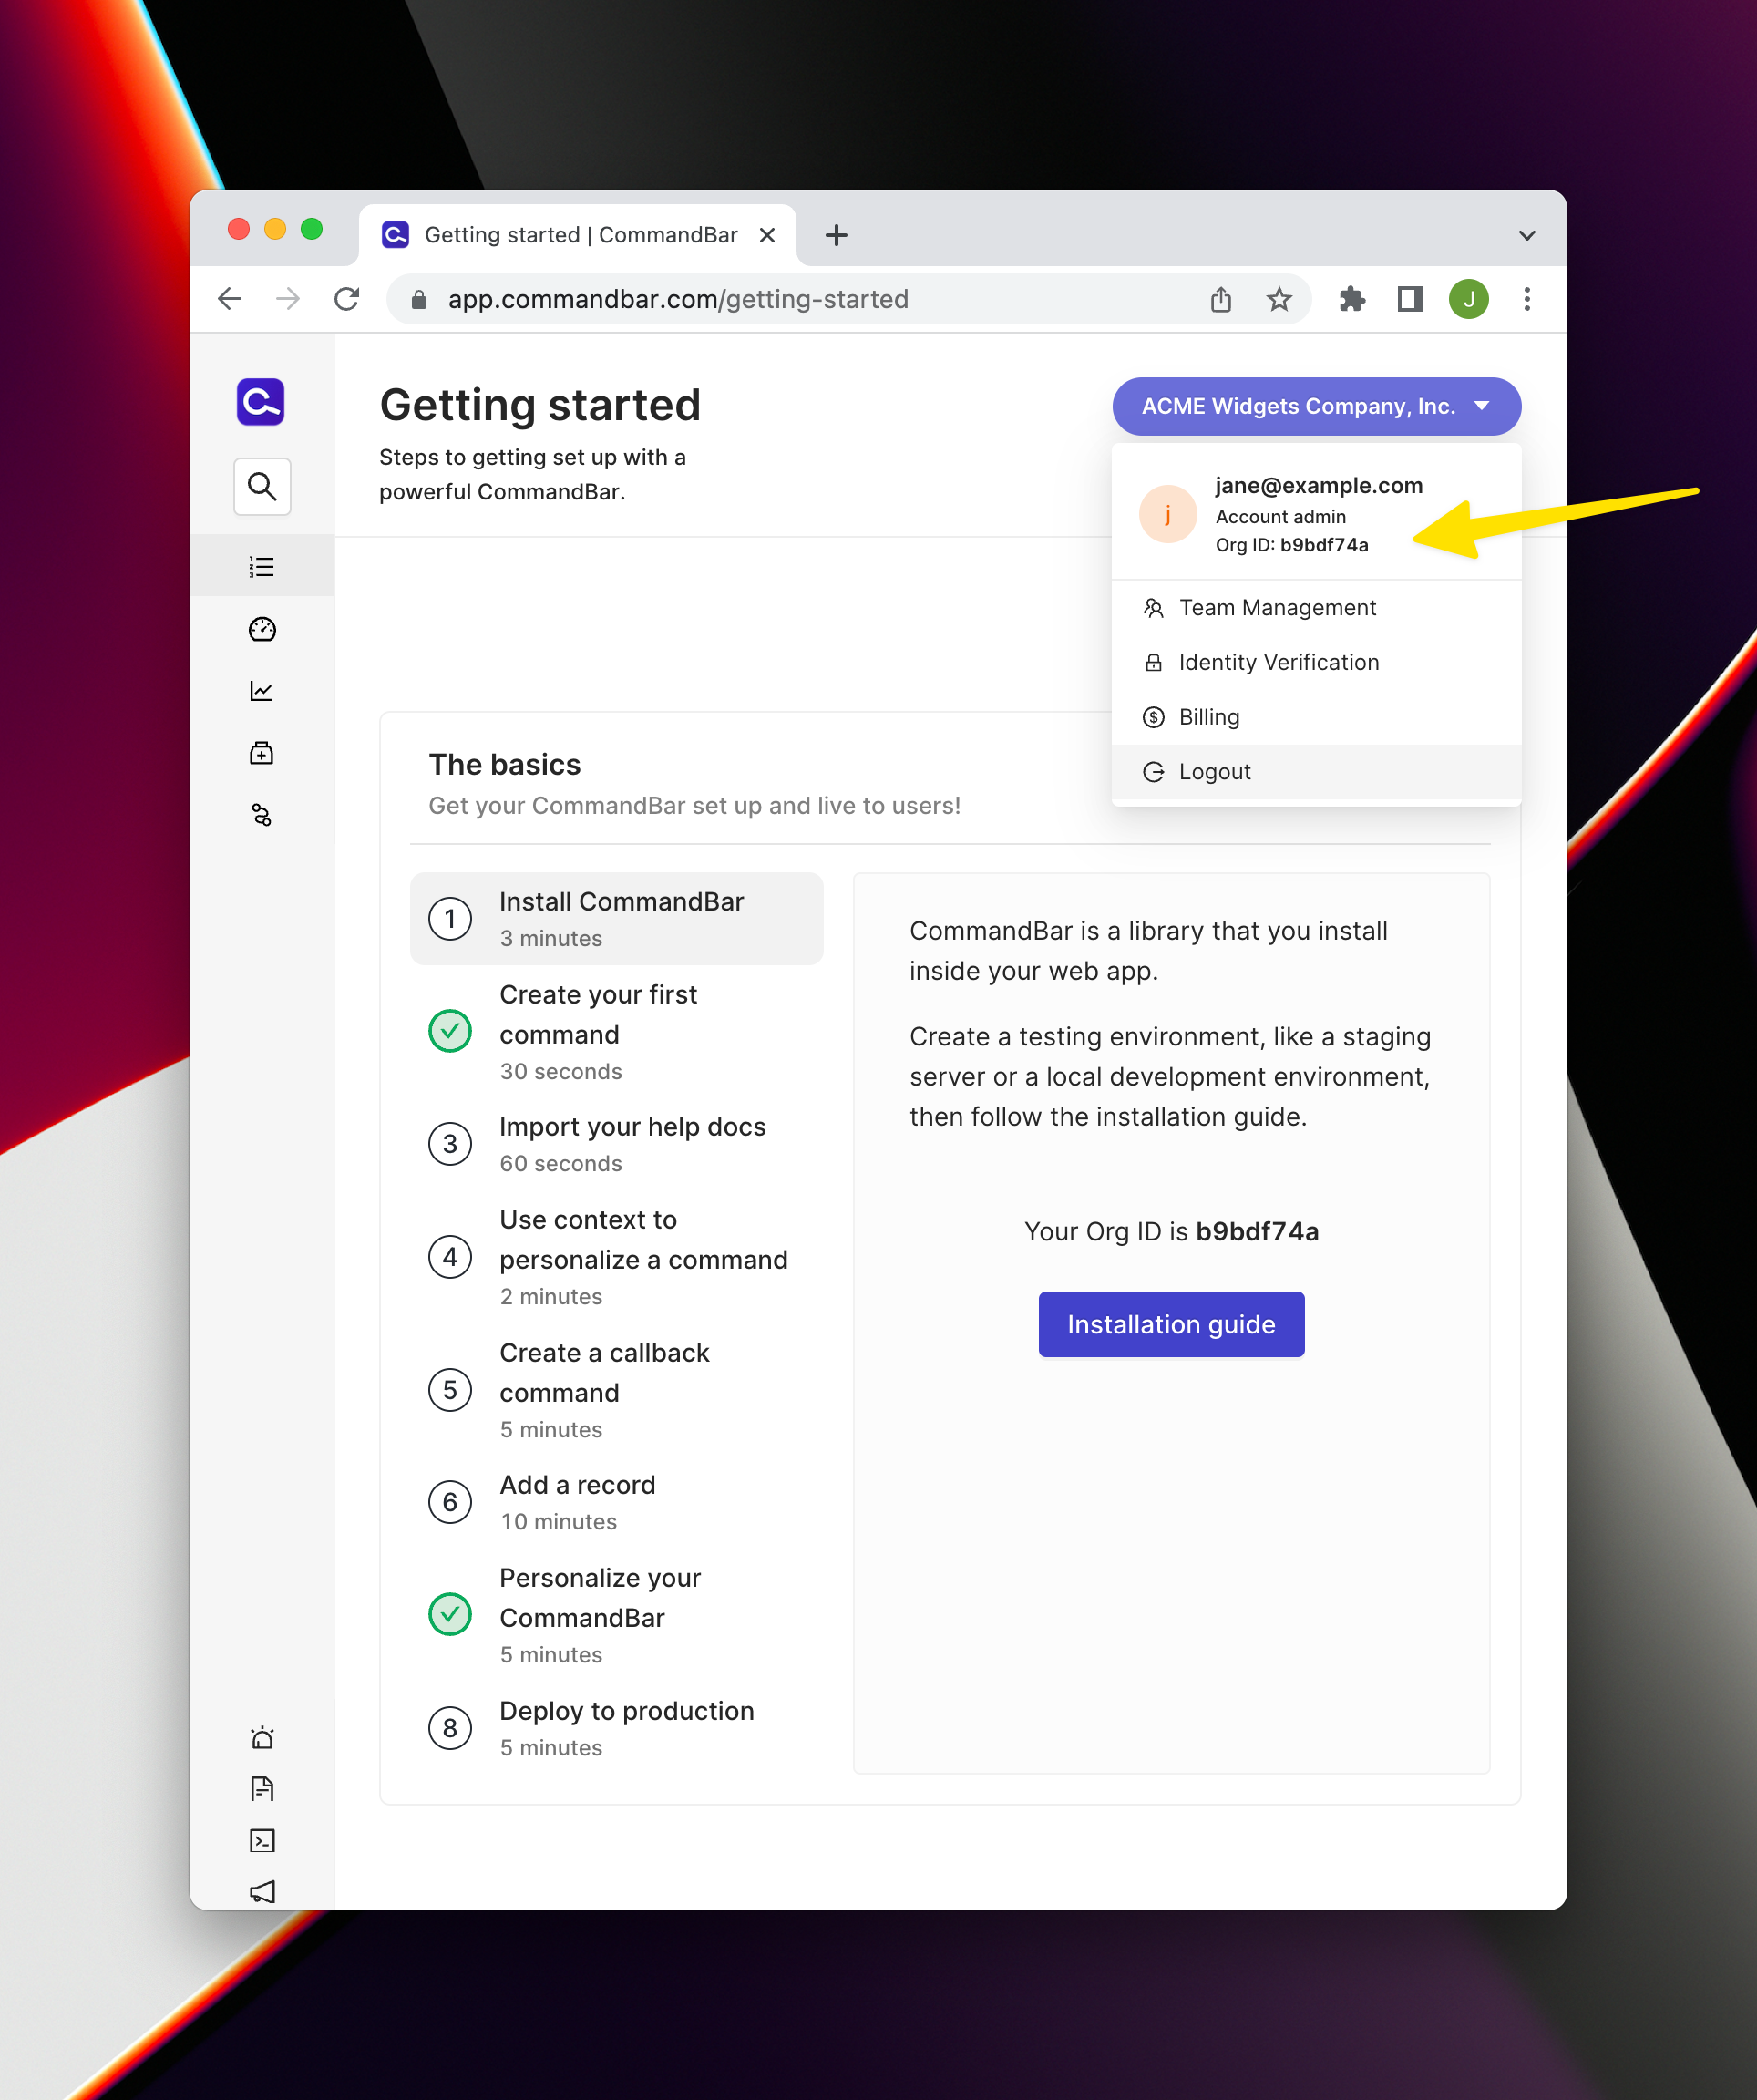 Getting started | CommandBar
app.commandbar.com/getting-started
J
Getting started
Steps to getting set up with a
powerful CommandBar.
ACME Widgets Company, Inc.
j
jane@example.com
Account admin
Org ID: b9bdf74a
Team Management
Identity Verification
Billing
Logout
The basics
Get your CommandBar set up and live to users!
1
Install CommandBar
3 minutes
Create your first
command
30 seconds
3
Import your help docs
60 seconds
4
Use context to
personalize a command
2 minutes
5
Create a callback
command
5 minutes
6
Add a record
10 minutes
Personalize your
CommandBar
5 minutes
8
Deploy to production
5 minutes
CommandBar is a library that you install
inside your web app.
Create a testing environment, like a staging
server or a local development environment,
then follow the installation guide.
Your Org ID is b9bdf74a
Installation guide